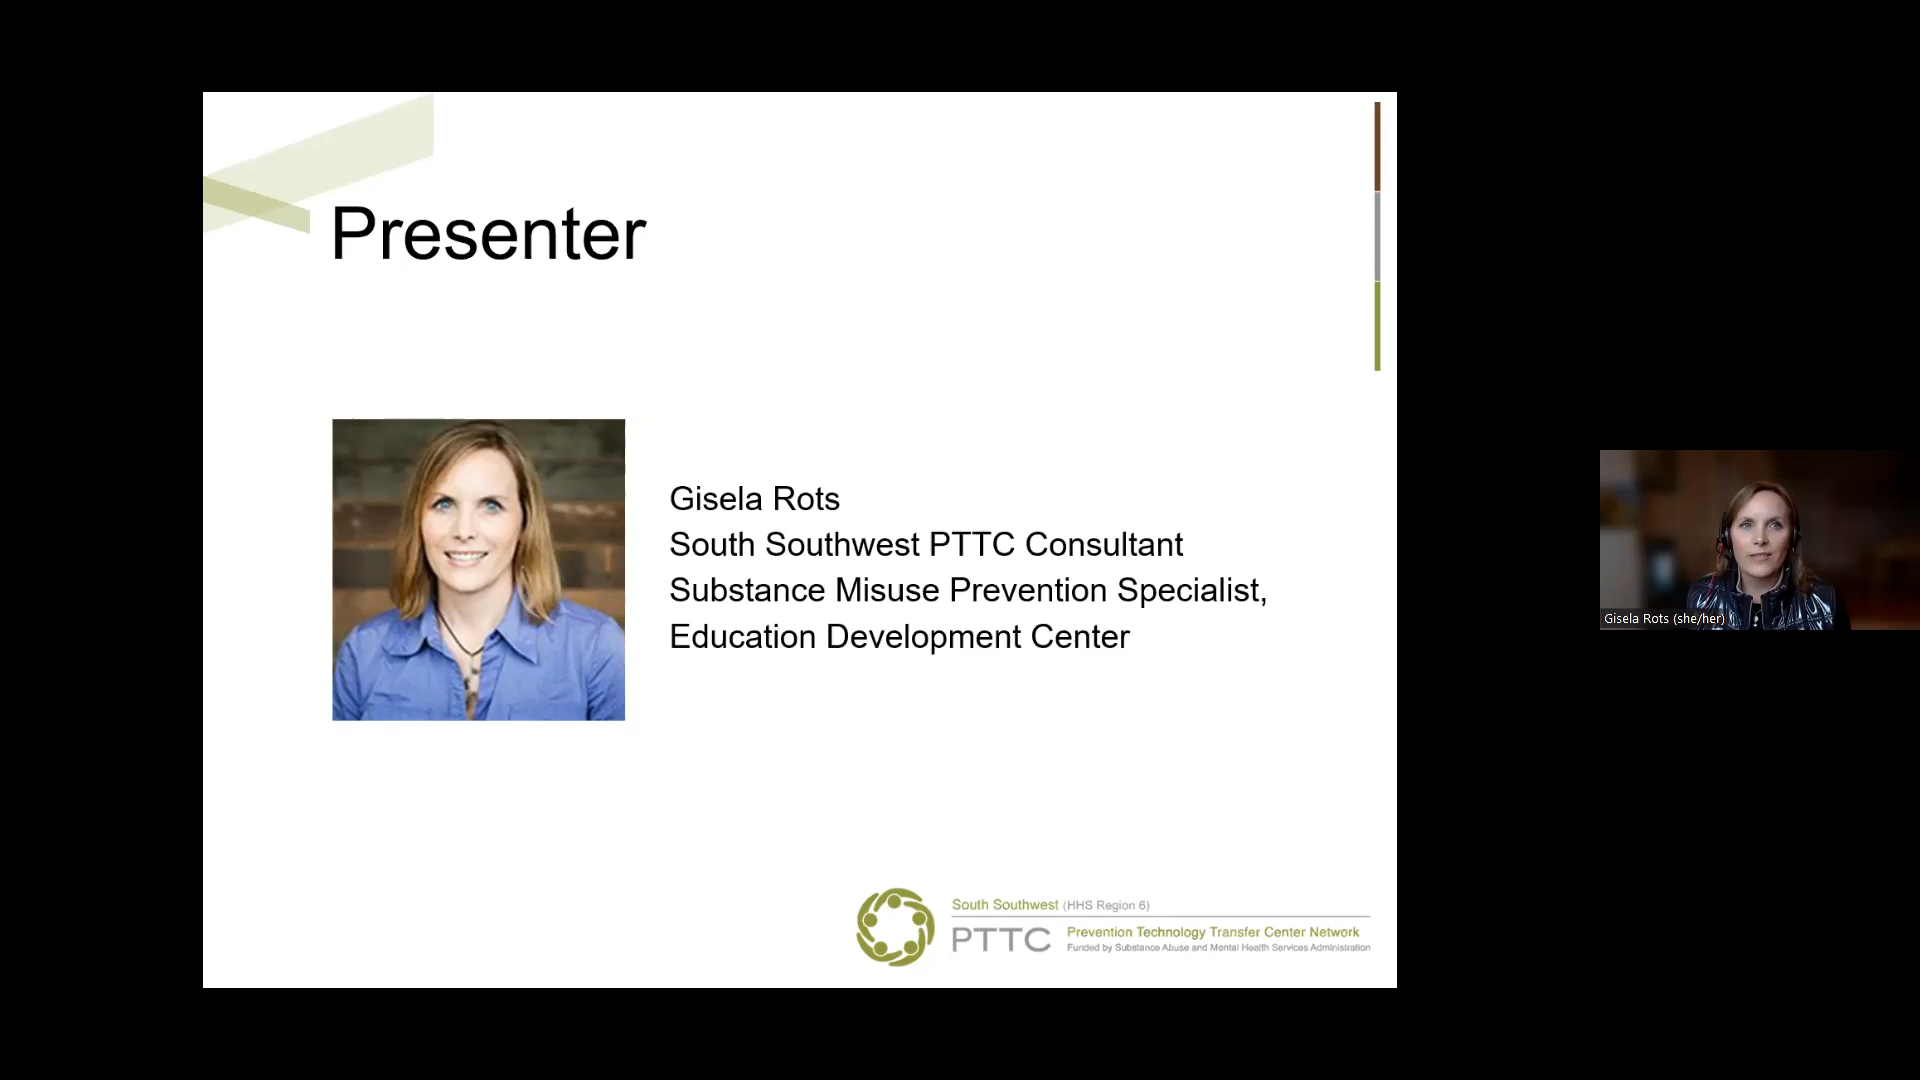 Presenter
Gisela Rots
South Southwest PTTC Consultant
Substance Misuse Prevention Specialist,
Education Development Center
Gisela Rots (she/her)
South Southwest (HHS Region 6)
PTTC
Prevention Technology Transfer Center Network
Funded by Substance Abuse and Mental Health Services Administration